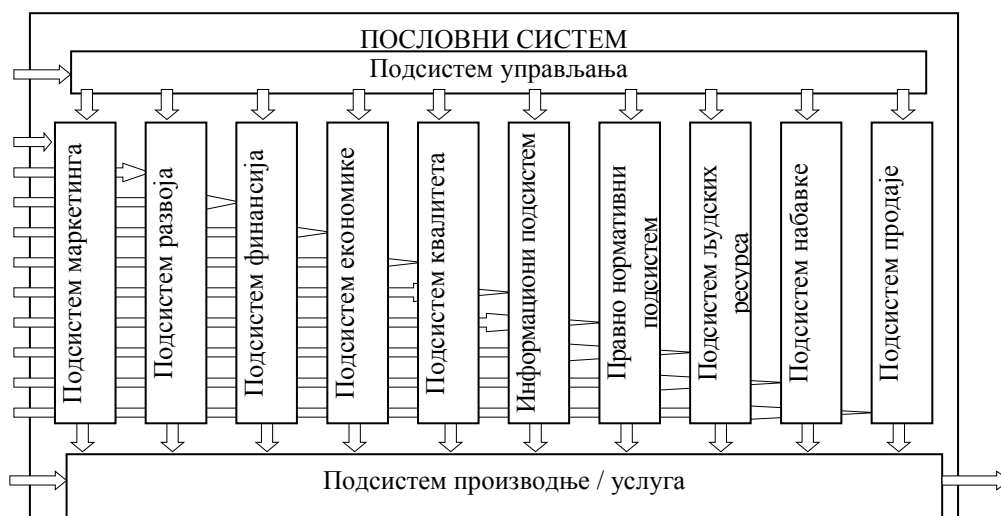 ПОСЛОВНИ СИСТЕМ
Подсистем управљања
Подсистем маркетинга
Подсистем развоја
Подсистем финансија
Подсистем економике
Подсистем квалитета
Информациони подсистем
Правно нормативни
подсистем
Подсистем људских
ресурса
Подсистем набавке
Подсистем продаје
Подсистем производње / услуга